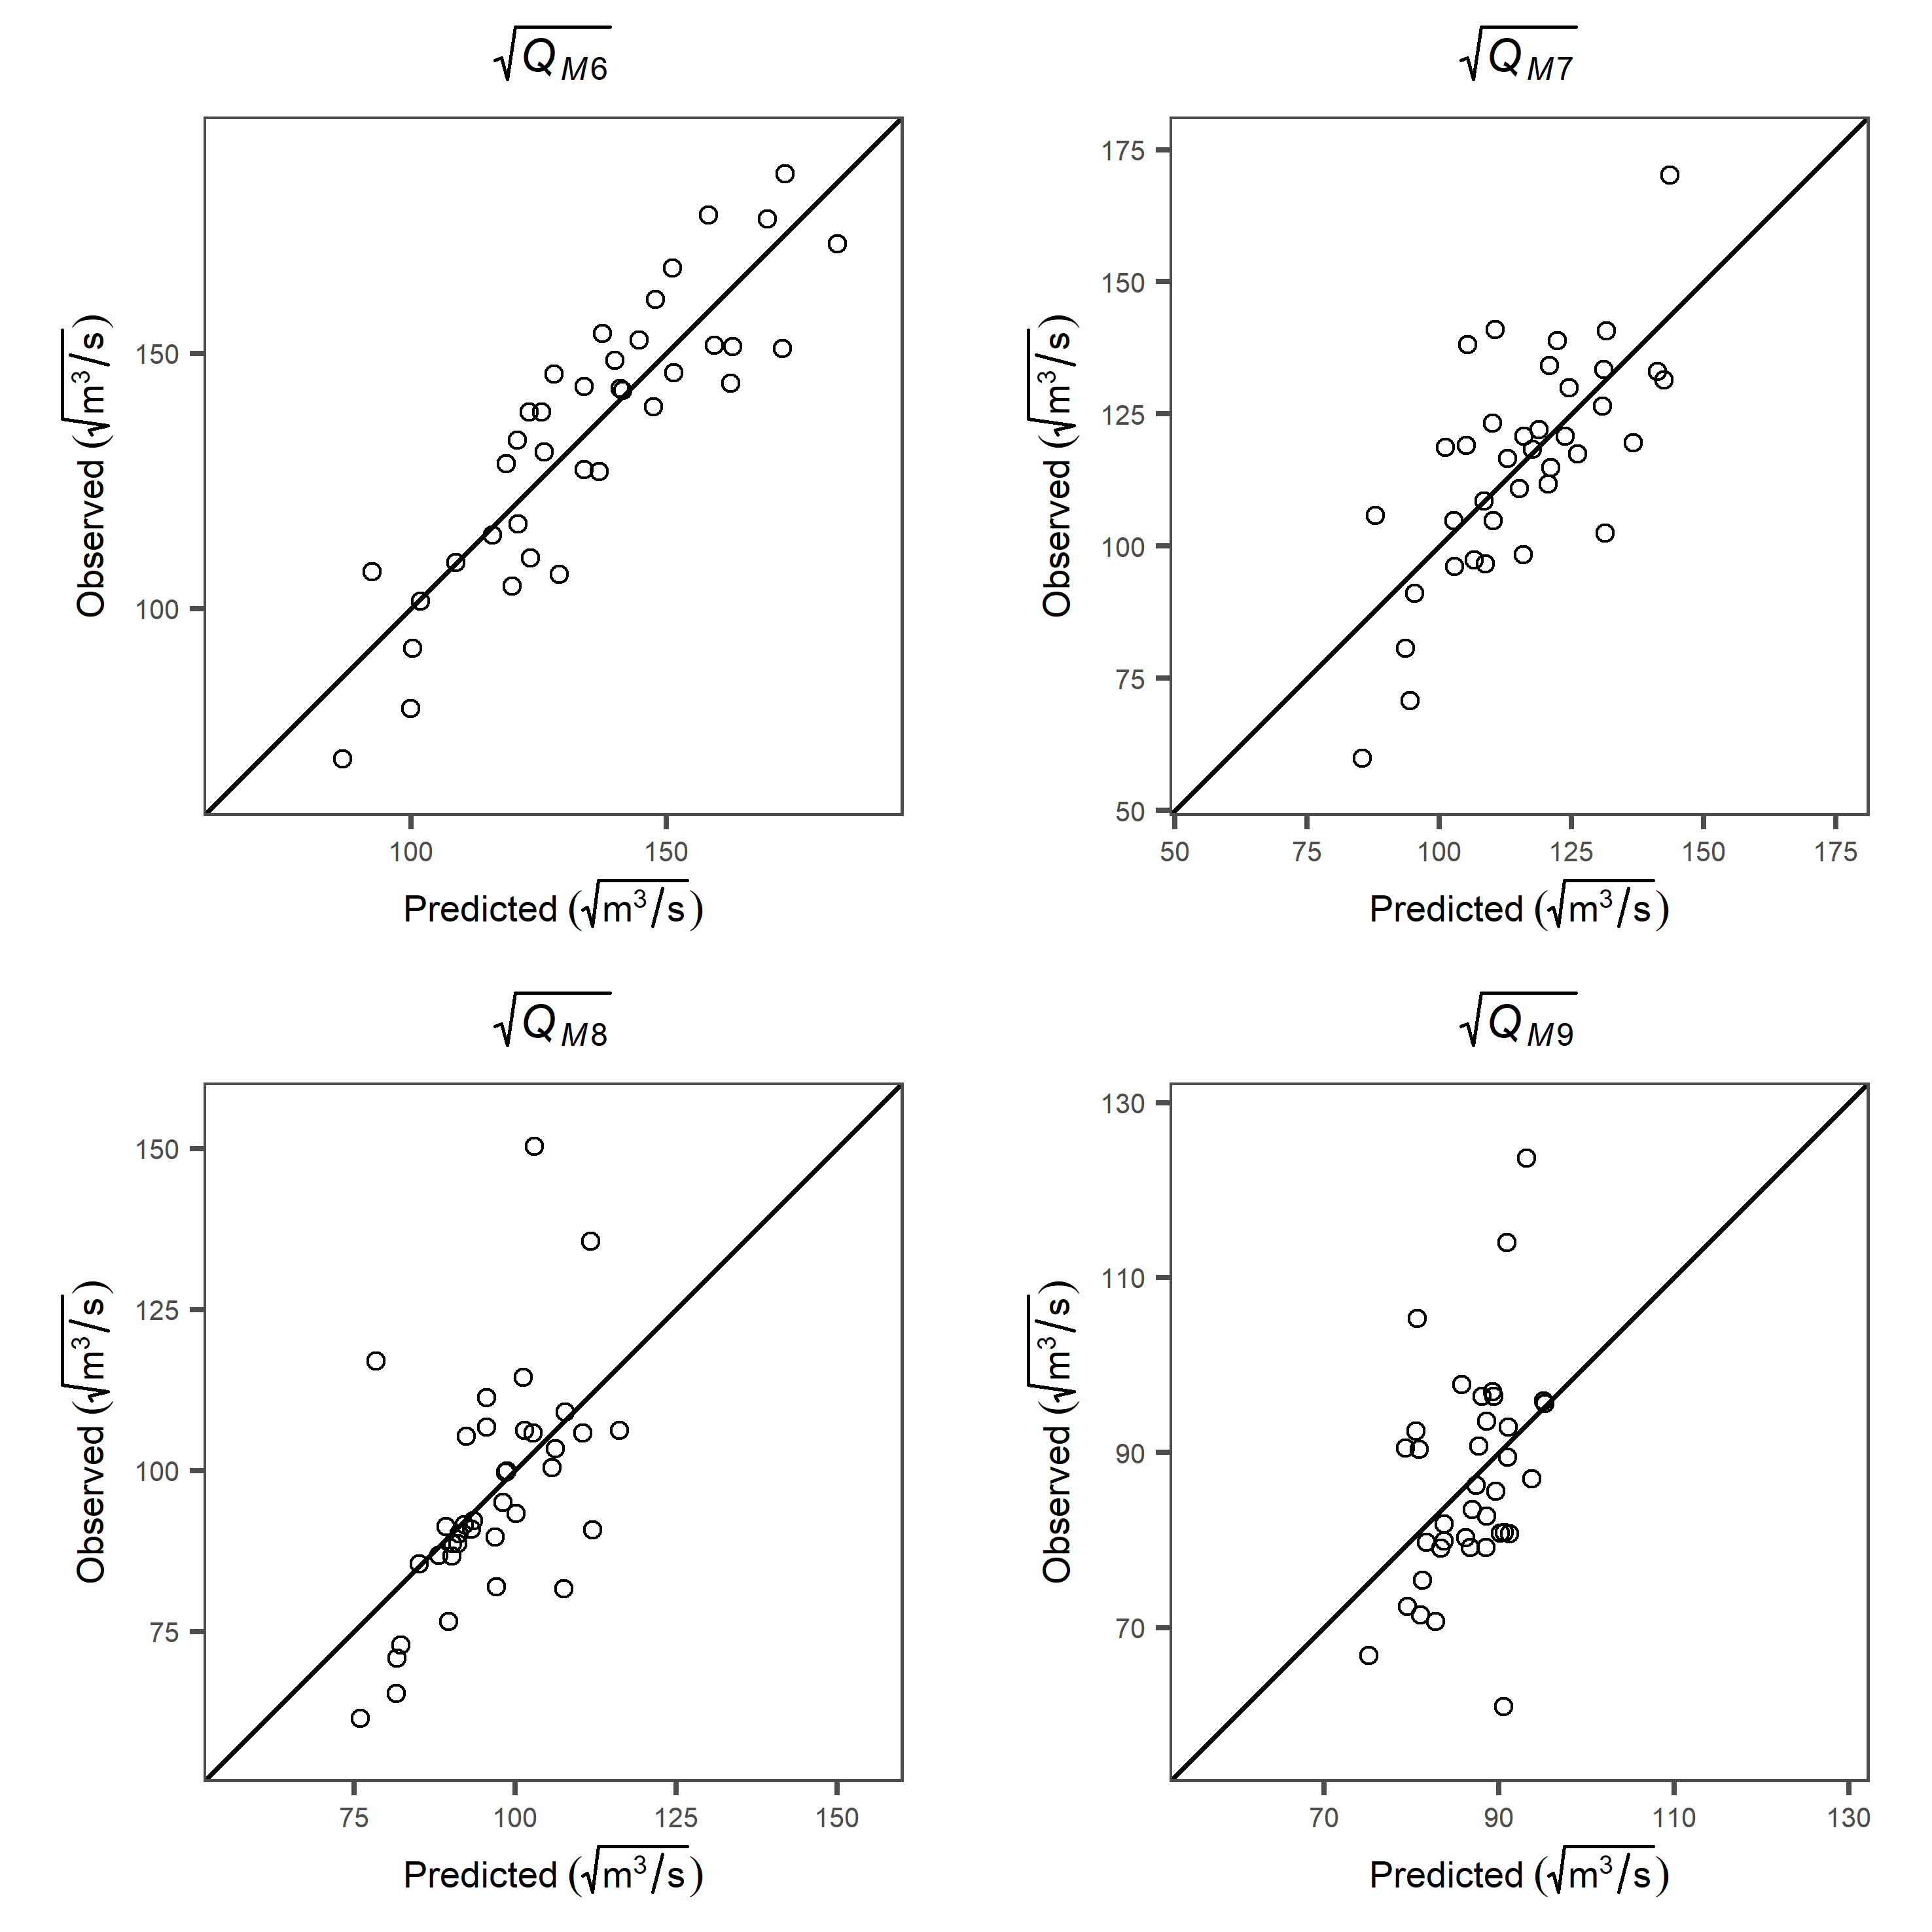 √Q M6
150
100
Observed (√m³/s)
100 150
Predicted (√m³/s)
√Q M7
175
150
125
100
75
50
Observed (√m³/s)
50 75 100 125 150 175
Predicted (√m³/s)
√Q M8
150
125
100
75
Observed (√m³/s)
75 100 125 150
Predicted (√m³/s)
√Q M9
130
110
90
70
Observed (√m³/s)
70 90 110 130
Predicted (√m³/s)